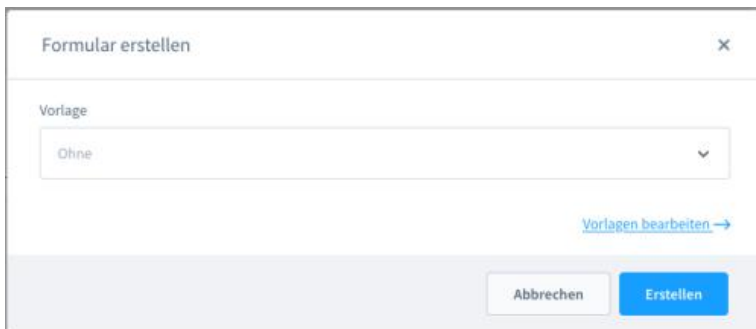 Formular erstellen
Vorlage
Ohne
Vorlagen bearbeiten →
Abbrechen Erstellen